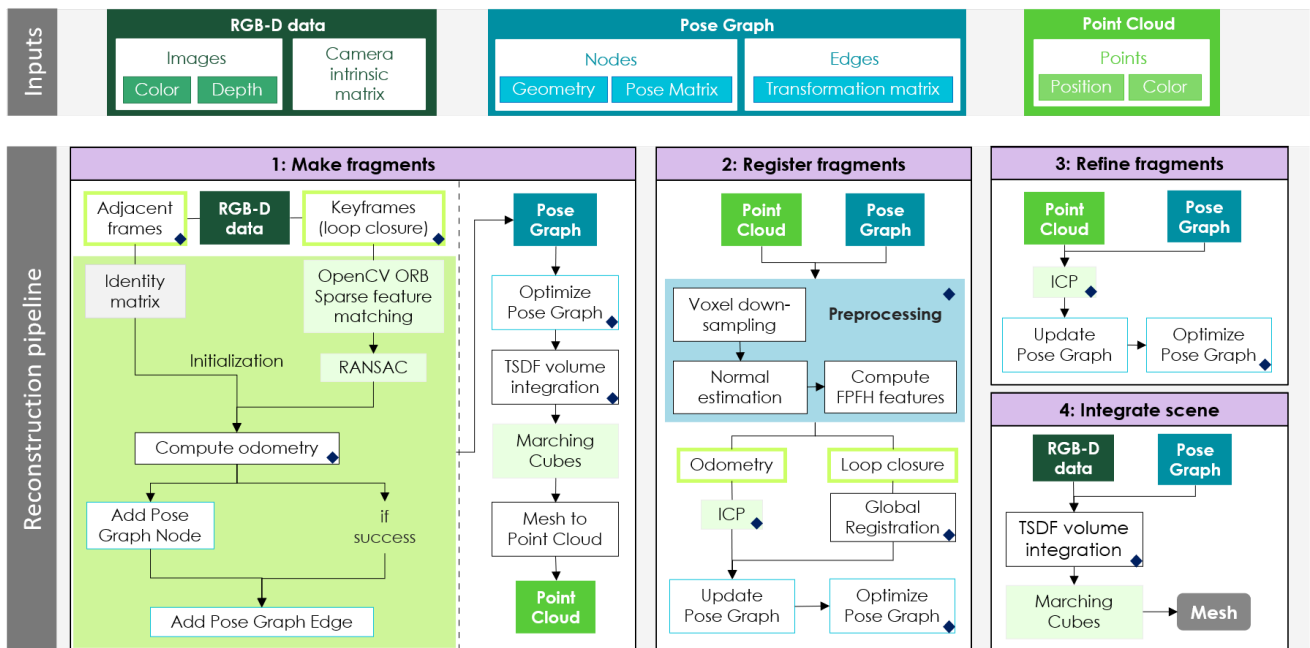 Inputs
RGB-D data
Images
Color
Depth
Camera
intrinsic
matrix
Pose Graph
Nodes
Geometry
Pose Matrix
Edges
Transformation matrix
Point Cloud
Points
Position
Color
Reconstruction pipeline
1: Make fragments
Adjacent
frames
RGB-D
data
Keyframes
(loop closure)
Identity
matrix
OpenCV ORB
Sparse feature
matching
Initialization
RANSAC
Compute odometry
Add Pose
Graph Node
if
success
Add Pose Graph Edge
Pose
Graph
Optimize
Pose Graph
TSDF volume
integration
Marching
Cubes
Mesh to
Point Cloud
Point
Cloud
2: Register fragments
Point
Cloud
Pose
Graph
Voxel down-
sampling
Preprocessing
Normal
estimation
Compute
FPFH features
Odometry
Loop closure
ICP
Global
Registration
Update
Pose Graph
Optimize
Pose Graph
3: Refine fragments
Point
Cloud
Pose
Graph
ICP
Update
Pose Graph
Optimize
Pose Graph
4: Integrate scene
RGB-D
data
Pose
Graph
TSDF volume
integration
Marching
Cubes
Mesh